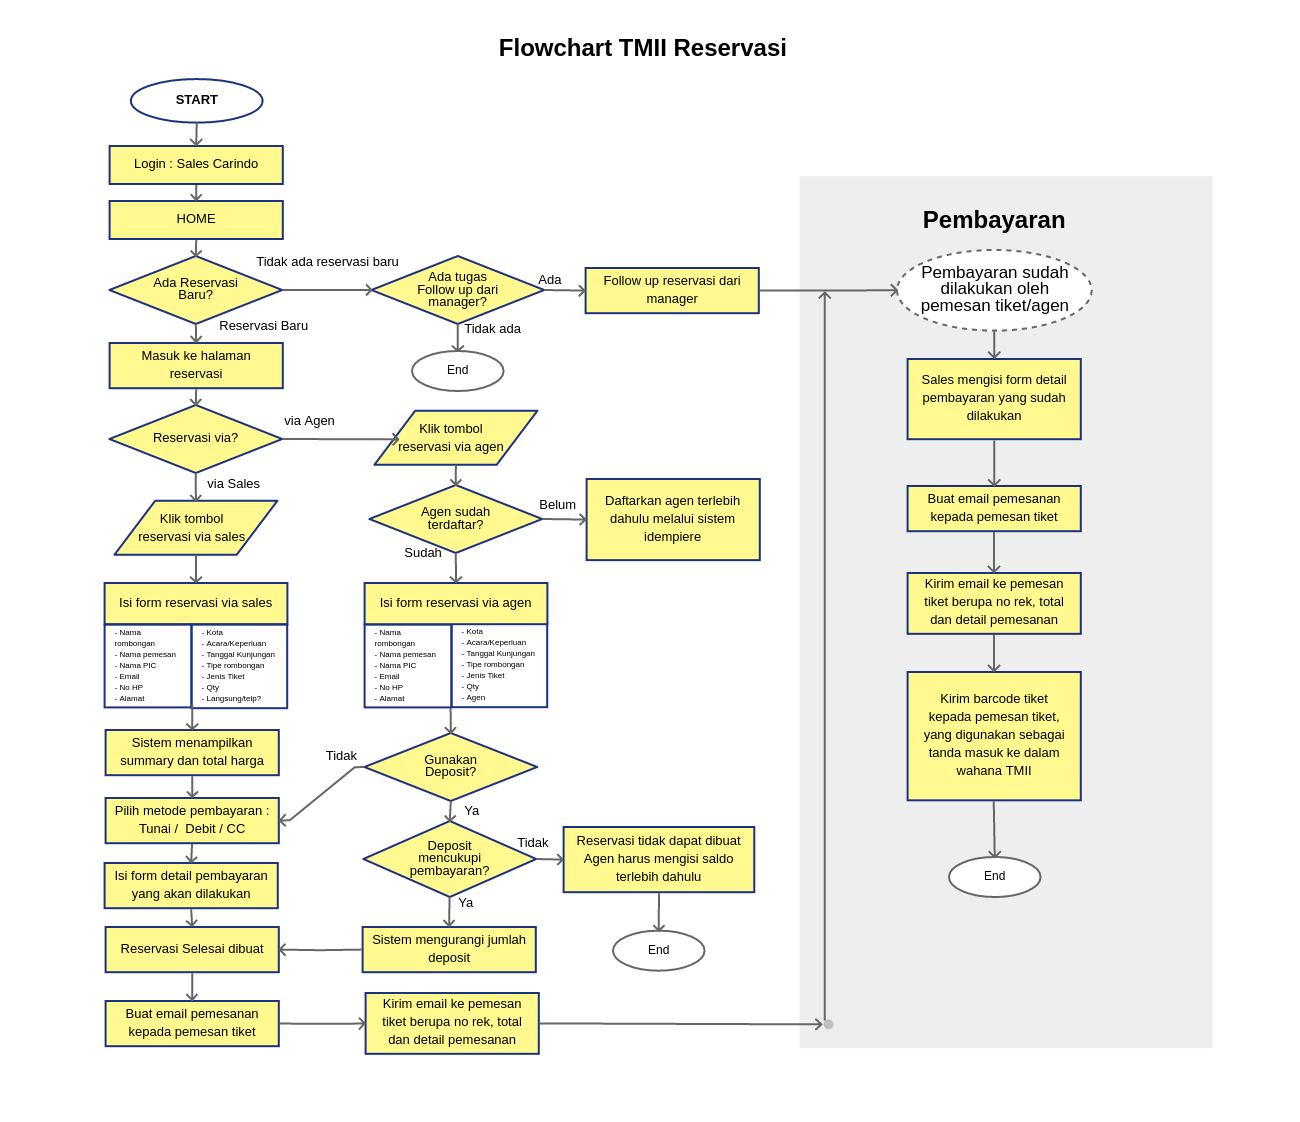 Flowchart TMII Reservasi
START
Login : Sales Carindo
HOME
Ada Reservasi
Baru?
Tidak ada reservasi baru
Ada tugas
Follow up dari
manager?
Ada
Follow up reservasi dari
manager
Reservasi Baru
Tidak ada
End
Masuk ke halaman
reservasi
Reservasi via?
via Agen
Klik tombol
reservasi via agen
via Sales
Klik tombol
reservasi via sales
Agen sudah
terdaftar?
Belum
Daftarkan agen terlebih
dahulu melalui sistem
idempiere
Sudah
Isi form reservasi via sales
- Nama
rombongan
- Nama pemesan
- Nama PIC
- Email
- No HP
- Alamat
- Kota
- Acara/Keperluan
- Tanggal Kunjungan
- Tipe rombongan
- Jenis Tiket
- Qty
- Langsung/telp?
Isi form reservasi via agen
- Nama
rombongan
- Nama pemesan
- Nama PIC
- Email
- No HP
- Alamat
- Kota
- Acara/Keperluan
- Tanggal Kunjungan
- Tipe rombongan
- Jenis Tiket
- Qty
- Agen
Sistem menampilkan
summary dan total harga
Tidak
Gunakan
Deposit?
Ya
Pilih metode pembayaran :
Tunai /  Debit / CC
Deposit
mencukupi
pembayaran?
Tidak
Reservasi tidak dapat dibuat
Agen harus mengisi saldo
terlebih dahulu
Ya
End
Isi form detail pembayaran
yang akan dilakukan
Reservasi Selesai dibuat
Sistem mengurangi jumlah
deposit
Buat email pemesanan
kepada pemesan tiket
Kirim email ke pemesan
tiket berupa no rek, total
dan detail pemesanan
Pembayaran
Pembayaran sudah
dilakukan oleh
pemesan tiket/agen
Sales mengisi form detail
pembayaran yang sudah
dilakukan
Buat email pemesanan
kepada pemesan tiket
Kirim email ke pemesan
tiket berupa no rek, total
dan detail pemesanan
Kirim barcode tiket
kepada pemesan tiket,
yang digunakan sebagai
tanda masuk ke dalam
wahana TMII
End